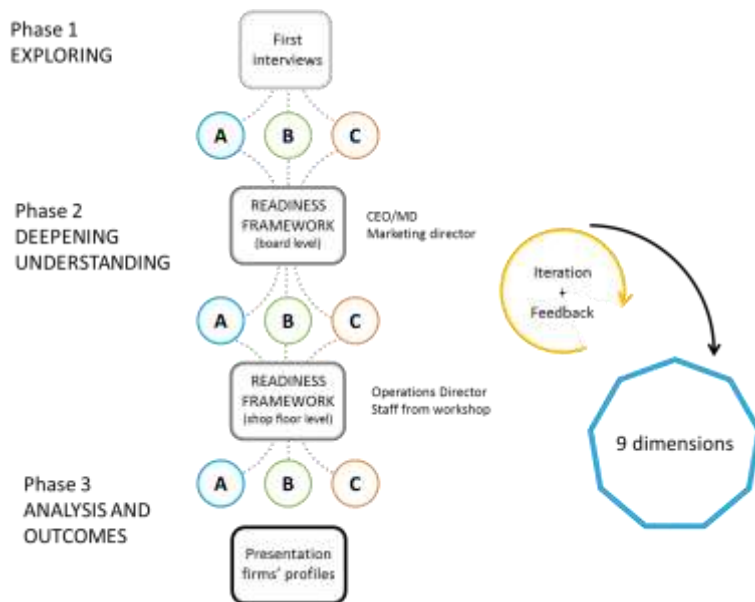 Phase 1
EXPLORING
First
interviews
A
B
C
Phase 2
DEEPENING
UNDERSTANDING
READINESS
FRAMEWORK
(board level)
CEO/MD
Marketing director
Iteration
+
Feedback
A
B
C
READINESS
FRAMEWORK
(shop floor level)
Operations Director
Staff from workshop
9 dimensions
Phase 3
ANALYSIS AND
OUTCOMES
A
B
C
Presentation
firms' profiles